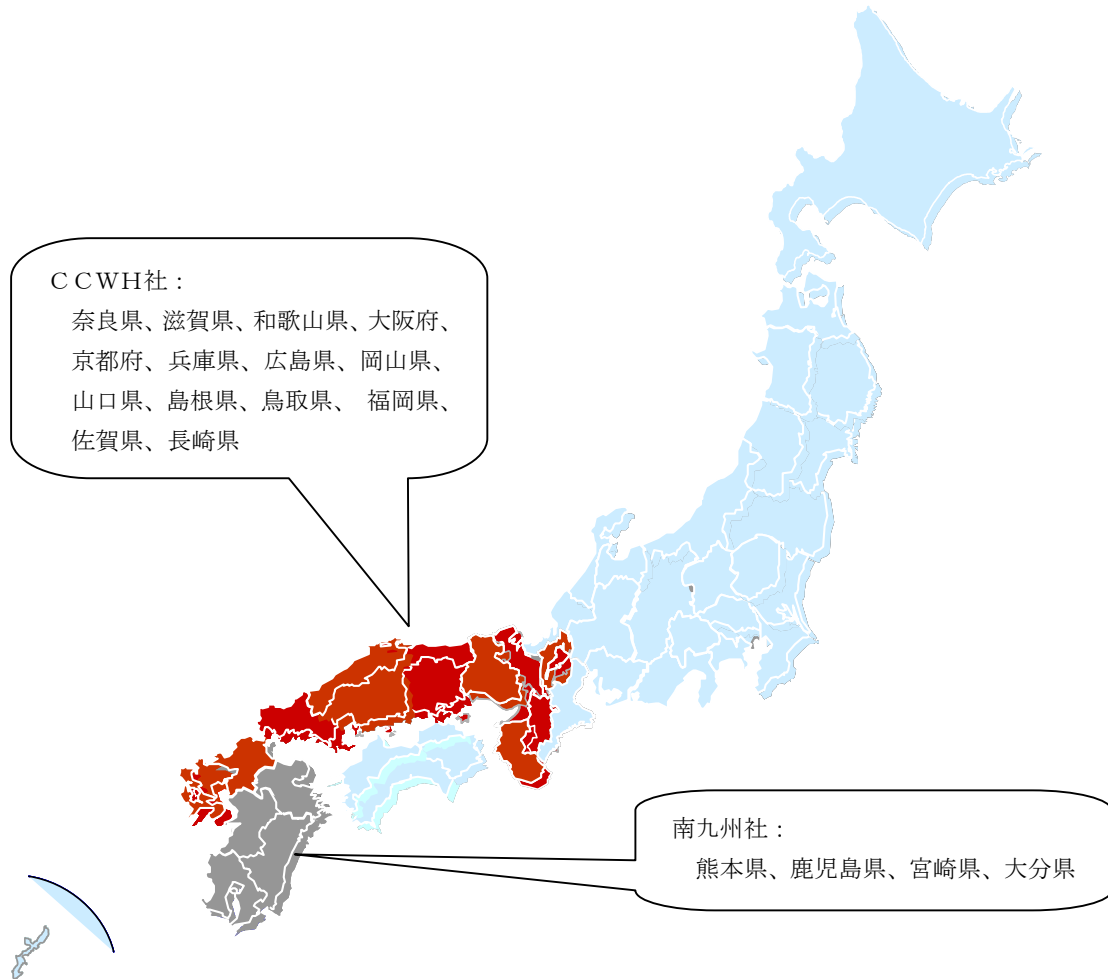 ＣＣＷＨ社：
奈良県、滋賀県、和歌山県、大阪府、
京都府、兵庫県、広島県、岡山県、
山口県、島根県、鳥取県、　福岡県、
佐賀県、長崎県
南九州社：
熊本県、鹿児島県、宮崎県、大分県